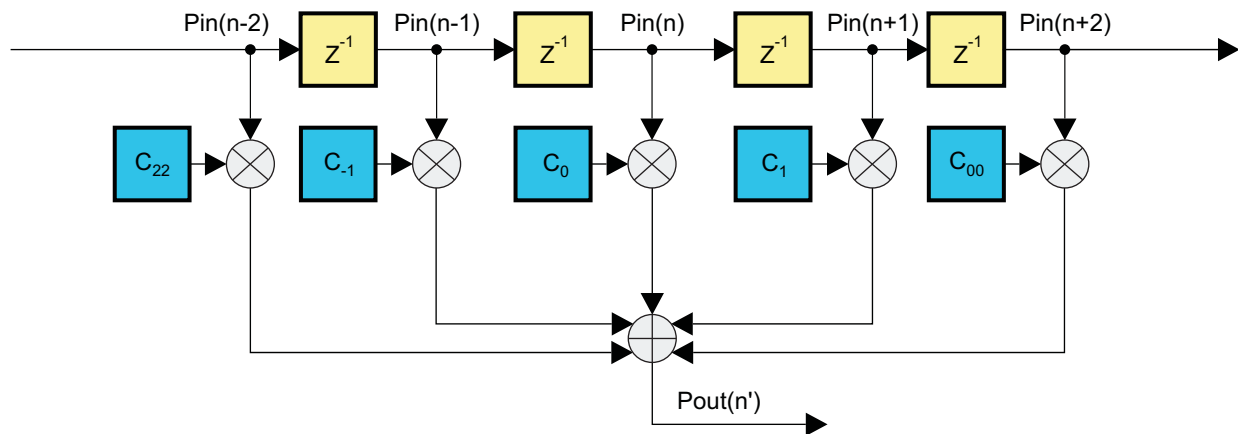 Pin(n-2) Pin(n-1) Pin(n) Pin(n+1) Pin(n+2)
Z⁻¹ Z⁻¹ Z⁻¹ Z⁻¹
C₂₂ C₋₁ C₀ C₁ C₀₀
Pout(n')